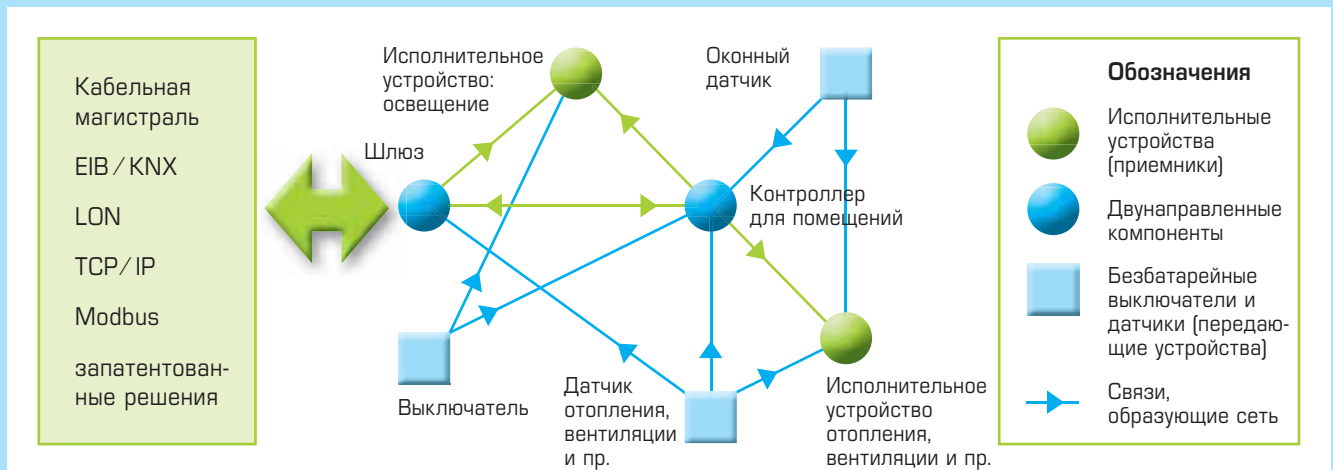 Кабельная
магистраль
EIB / KNX
LON
TCP/ IP
Modbus
запатентован-
ные решения
Исполнительное
устройство:
освещение
Шлюз
Оконный
датчик
Контроллер
для помещений
Выключатель
Датчик
отопления,
вентиляции
и пр.
Исполнительное
устройство
отопления,
вентиляции и пр.
Обозначения
Исполнительные
устройства
(приемники)
Двунаправленные
компоненты
Безбатарейные
выключатели и
датчики (передаю-
щие устройства)
Связи,
образующие сеть